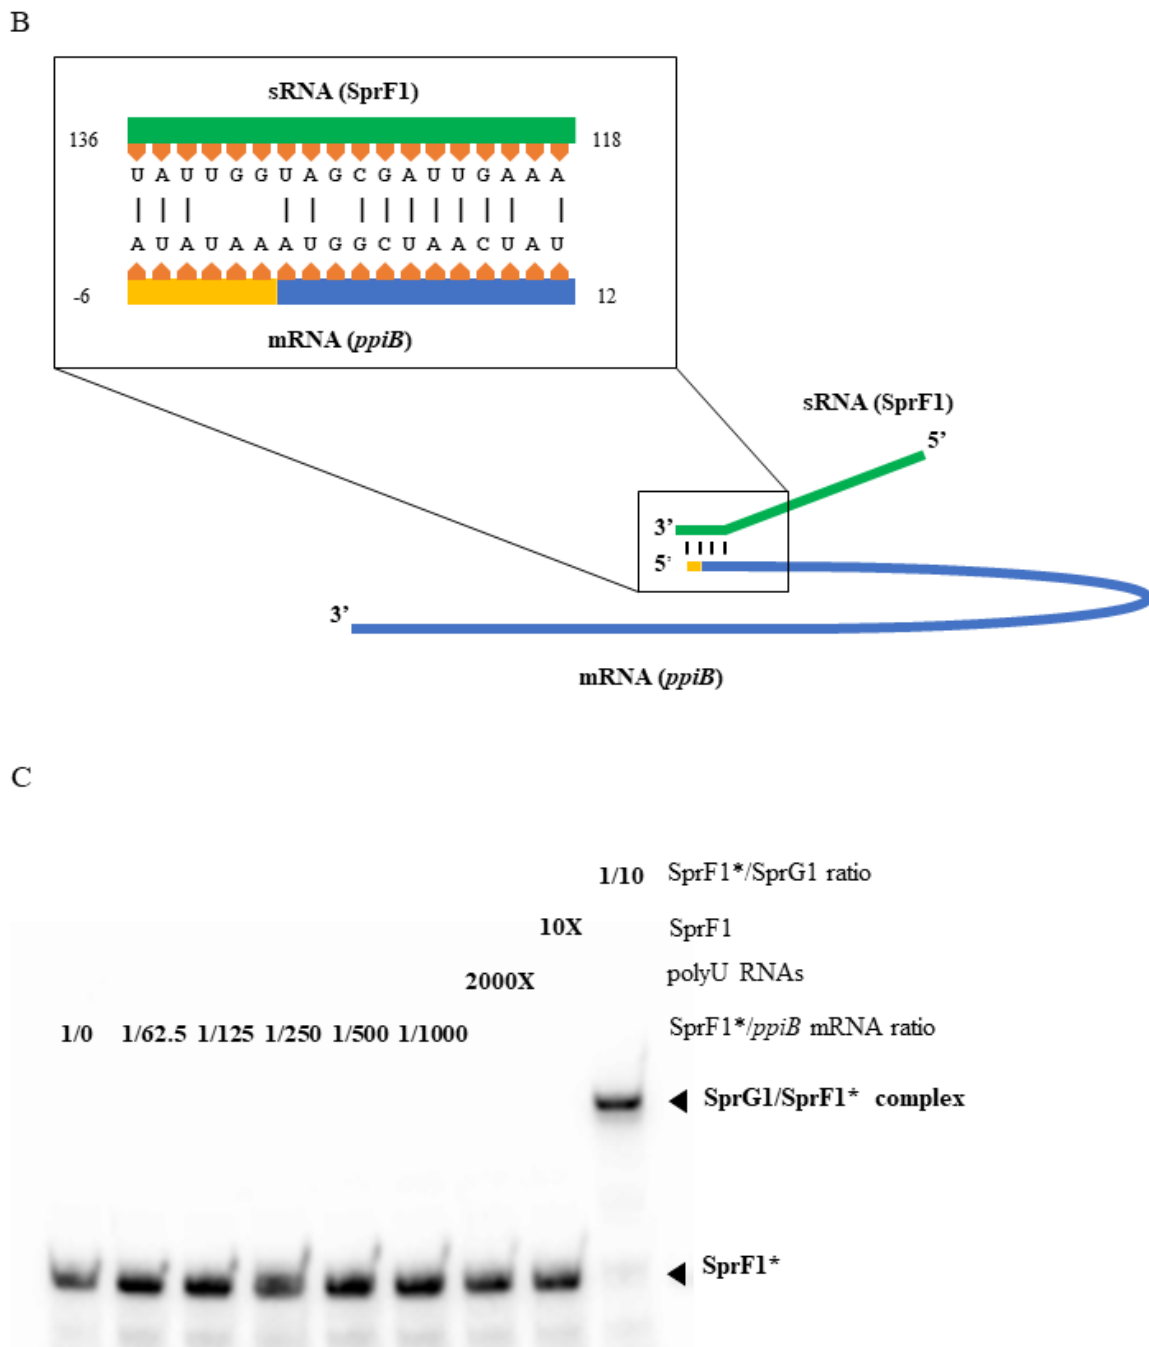 B
sRNA (SprF1)
136 118
U A U U G G U A G C G A U U G A A A
A U A U A A A U G G C U A A C U A U
-6 12
mRNA (ppiB)
sRNA (SprF1)
5’
3’
5’
3’
mRNA (ppiB)
C
1/10 SprF1*/SprG1 ratio
10X SprF1
2000X polyU RNAs
1/0 1/62.5 1/125 1/250 1/500 1/1000 SprF1*/ppiB mRNA ratio
SprG1/SprF1* complex
SprF1*